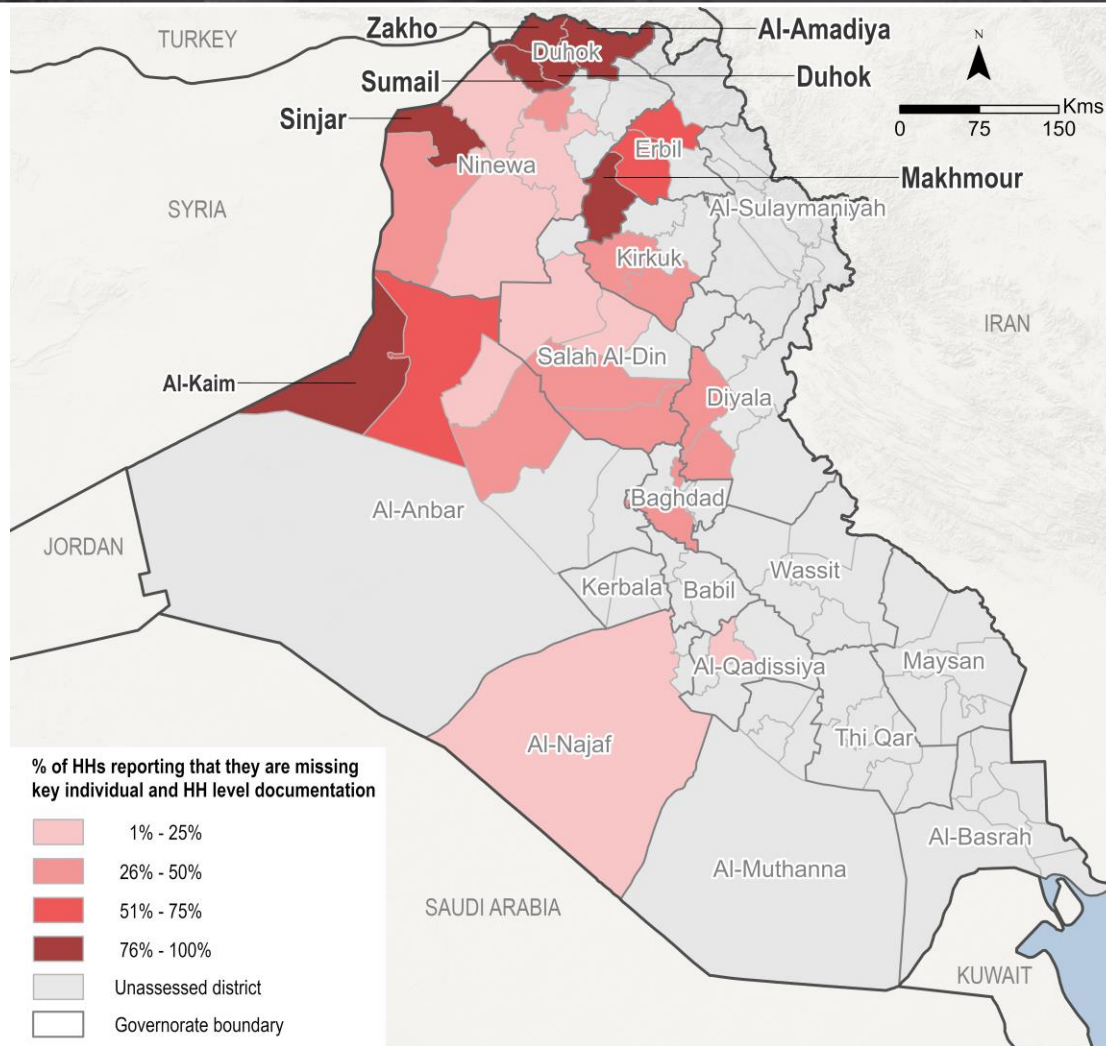 TURKEY
Zakho
Al-Amadiya
N
Duhok
Sumail
Duhok
Kms
0 75 150
Sinjar
Erbil
Ninewa
Makhmour
SYRIA
Al-Sulaymaniyah
Kirkuk
IRAN
Salah Al-Din
Al-Kaim
Diyala
Baghdad
Al-Anbar
JORDAN
Wassit
Kerbala
Babil
Al-Qadissiya
Maysan
Al-Najaf
Thi Qar
Al-Basrah
Al-Muthanna
SAUDI ARABIA
KUWAIT
% of HHs reporting that they are missing
key individual and HH level documentation
1% - 25%
26% - 50%
51% - 75%
76% - 100%
Unassessed district
Governorate boundary